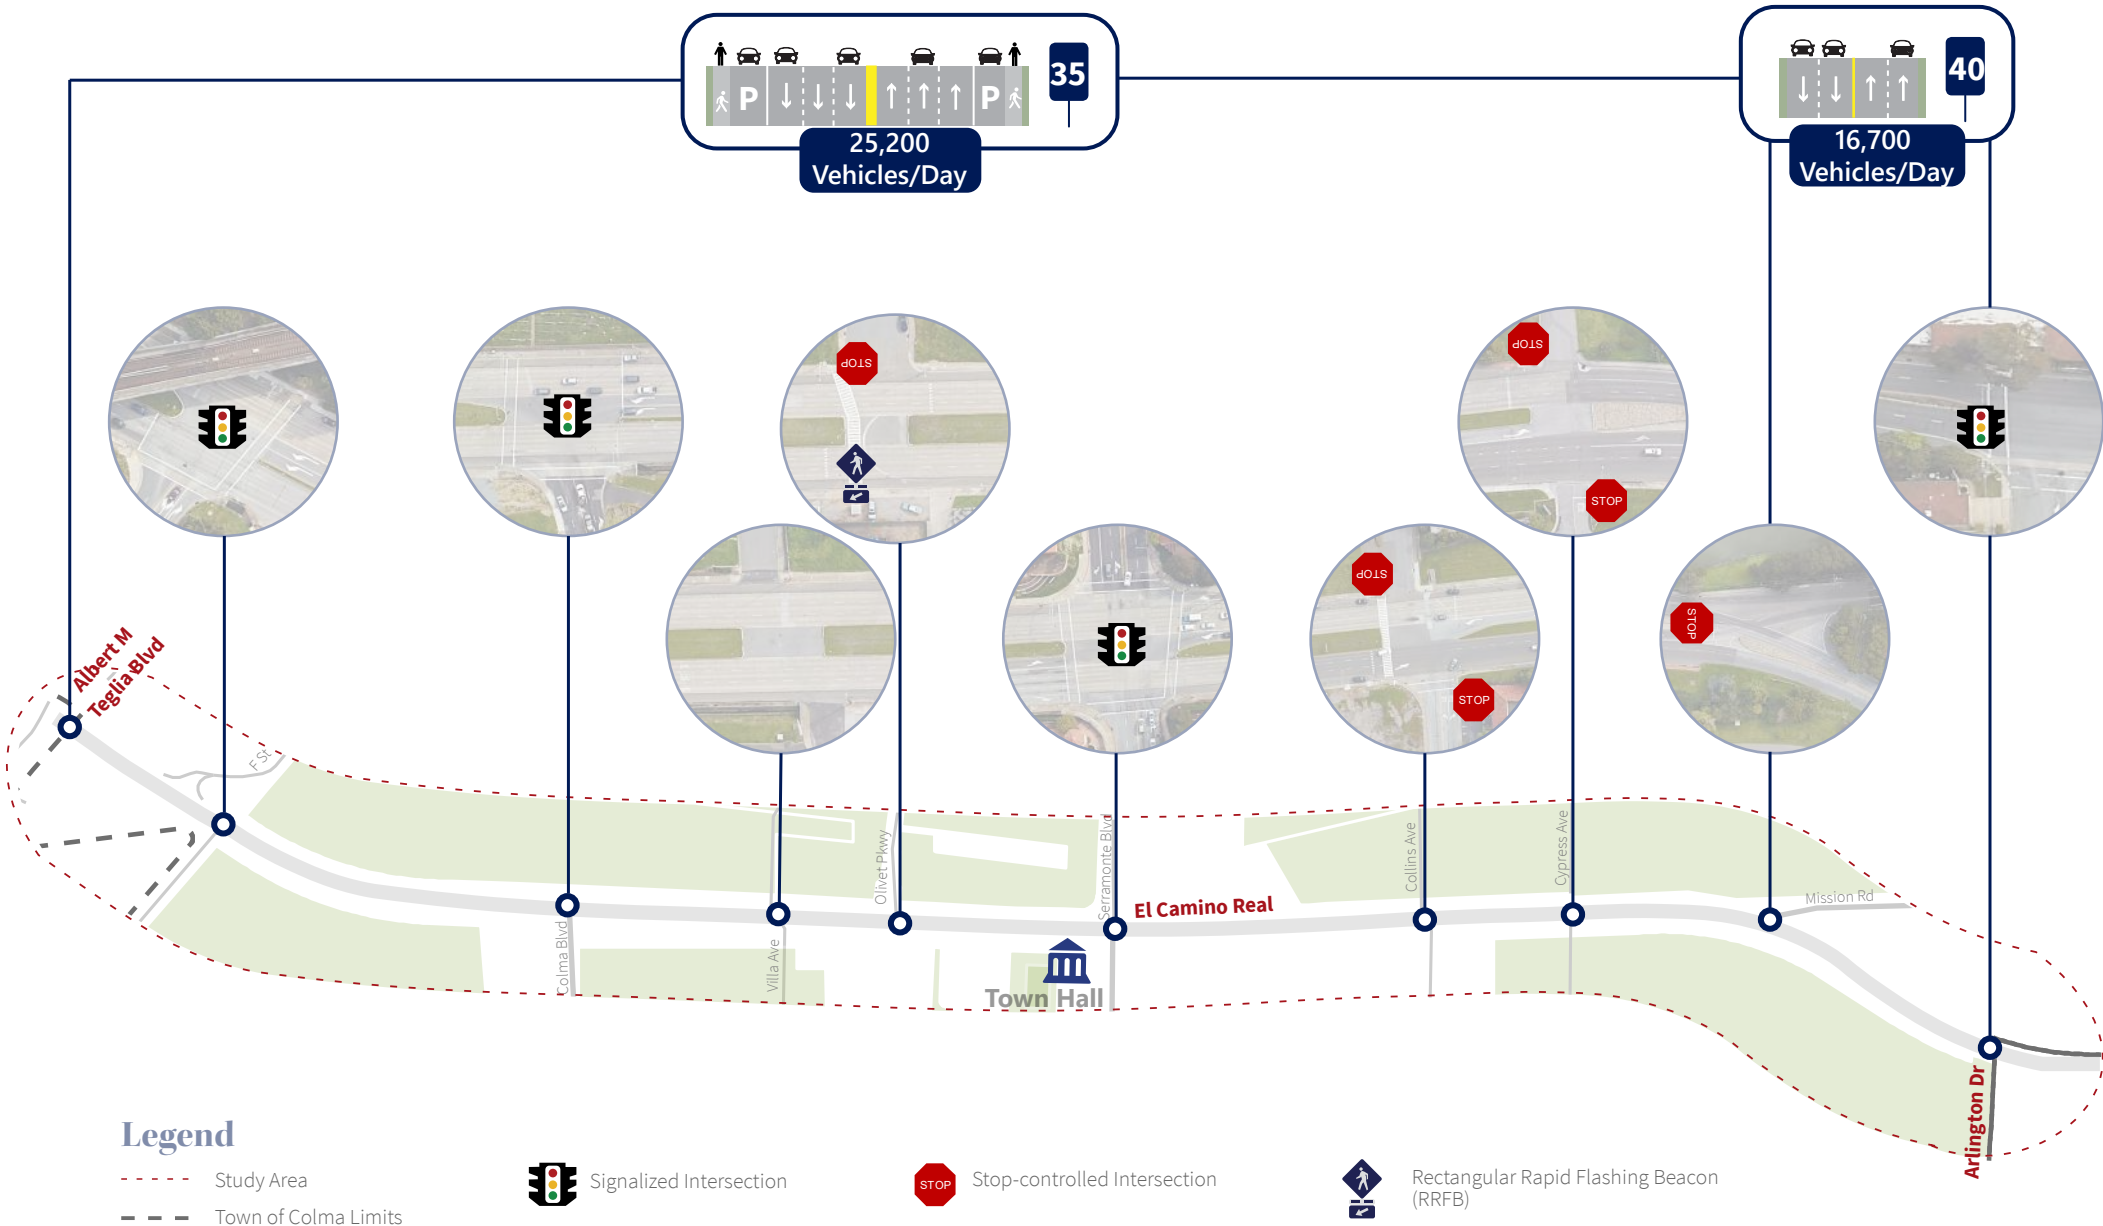 P
P
35
25,200
Vehicles/Day
40
16,700
Vehicles/Day
STOP
STOP
STOP
STOP
STOP
STOP
Albert M
Teglia Blvd
F St
Colma Blvd
Villa Ave
Olivet Pkwy
Serramonte Blvd
El Camino Real
Town Hall
Collins Ave
Cypress Ave
Mission Rd
Arlington Dr
Legend
Study Area
Town of Colma Limits
Signalized Intersection
STOP
Stop-controlled Intersection
Rectangular Rapid Flashing Beacon
(RRFB)